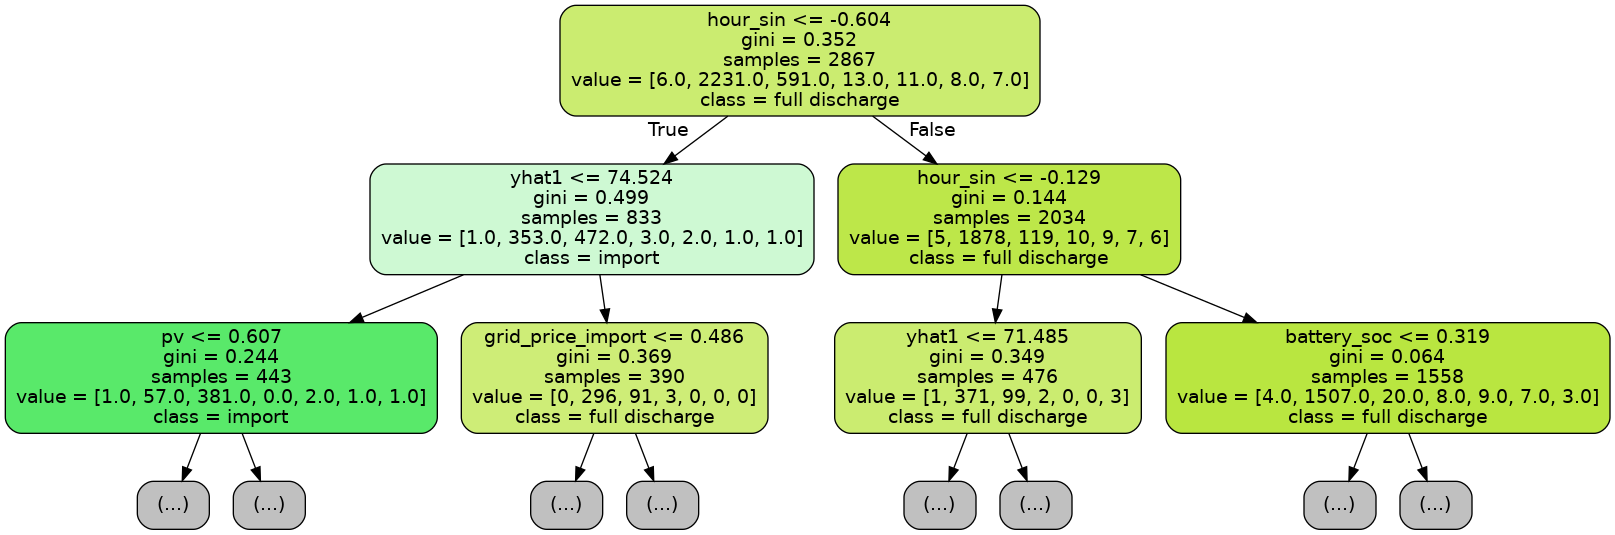 hour_sin <= -0.604
gini = 0.352
samples = 2867
value = [6.0, 2231.0, 591.0, 13.0, 11.0, 8.0, 7.0]
class = full discharge
True
False
yhat1 <= 74.524
gini = 0.499
samples = 833
value = [1.0, 353.0, 472.0, 3.0, 2.0, 1.0, 1.0]
class = import
hour_sin <= -0.129
gini = 0.144
samples = 2034
value = [5, 1878, 119, 10, 9, 7, 6]
class = full discharge
pv <= 0.607
gini = 0.244
samples = 443
value = [1.0, 57.0, 381.0, 0.0, 2.0, 1.0, 1.0]
class = import
grid_price_import <= 0.486
gini = 0.369
samples = 390
value = [0, 296, 91, 3, 0, 0, 0]
class = full discharge
yhat1 <= 71.485
gini = 0.349
samples = 476
value = [1, 371, 99, 2, 0, 0, 3]
class = full discharge
battery_soc <= 0.319
gini = 0.064
samples = 1558
value = [4.0, 1507.0, 20.0, 8.0, 9.0, 7.0, 3.0]
class = full discharge
(...)
(...)
(...)
(...)
(...)
(...)
(...)
(...)